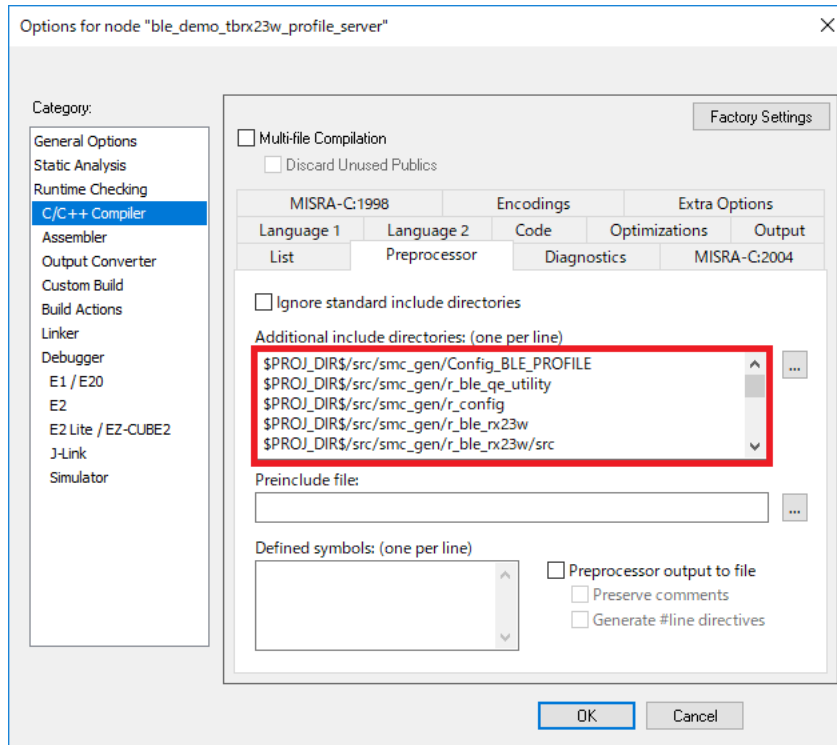 Options for node "ble_demo_tbrx23w_profile_server"
Category:
General Options
Static Analysis
Runtime Checking
C/C++ Compiler
Assembler
Output Converter
Custom Build
Build Actions
Linker
Debugger
E1 / E20
E2
E2 Lite / EZ-CUBE2
J-Link
Simulator
Factory Settings
Multi-file Compilation
Discard Unused Publics
MISRA-C:1998 Encodings Extra Options
Language 1 Language 2 Code Optimizations Output
List Preprocessor Diagnostics MISRA-C:2004
Ignore standard include directories
Additional include directories: (one per line)
$PROJ_DIR$/src/smc_gen/Config_BLE_PROFILE
$PROJ_DIR$/src/smc_gen/r_ble_qe_utility
$PROJ_DIR$/src/smc_gen/r_config
$PROJ_DIR$/src/smc_gen/r_ble_rx23w
$PROJ_DIR$/src/smc_gen/r_ble_rx23w/src
...
Preinclude file:
...
Defined symbols: (one per line)
Preprocessor output to file
Preserve comments
Generate #line directives
OK Cancel